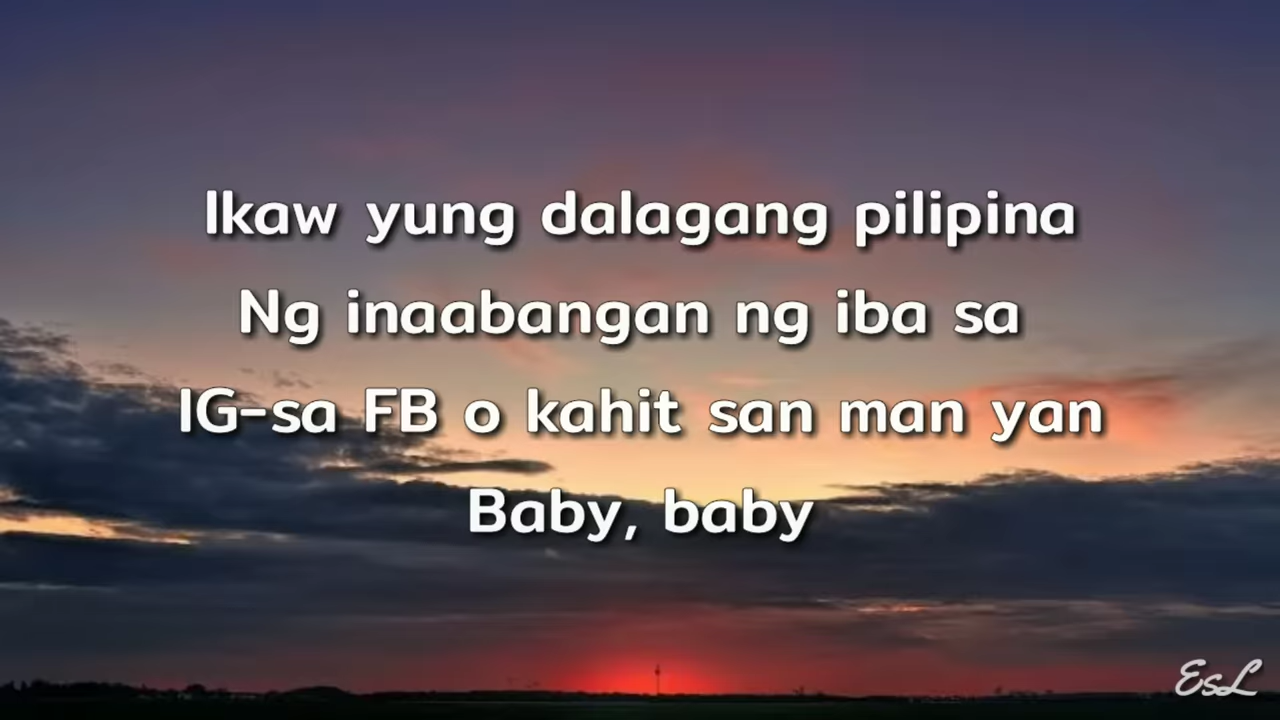 Ikaw yung dalagang pilipina
Ng inaabangan ng iba sa
IG-sa FB o kahit san man yan
Baby, baby
EsL